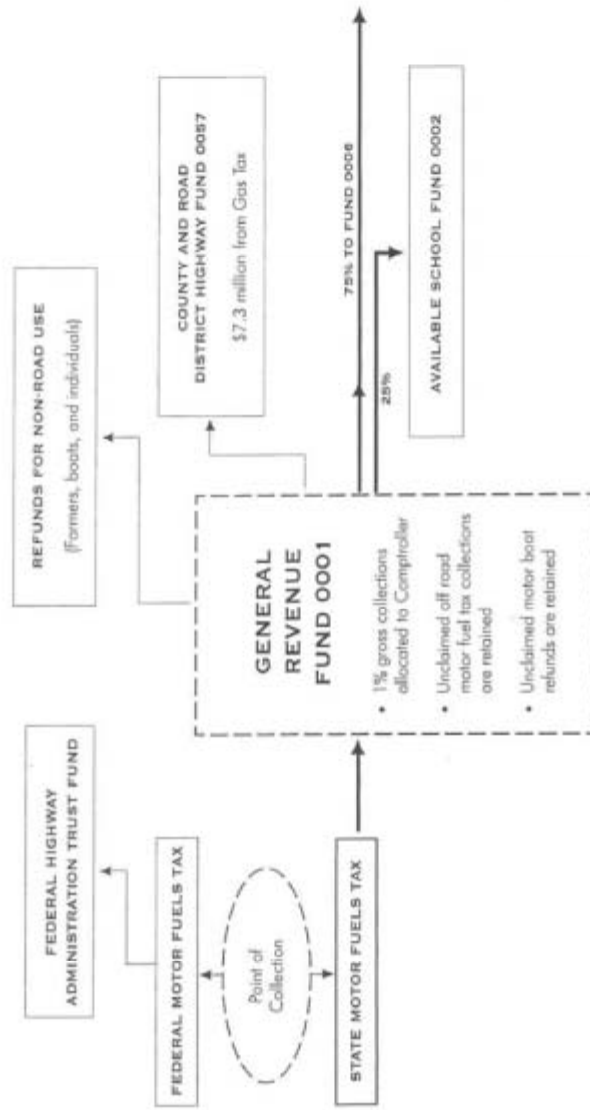 FEDERAL HIGHWAY
ADMINISTRATION TRUST FUND
FEDERAL MOTOR FUELS TAX
Point of
Collection
STATE MOTOR FUELS TAX
REFUNDS FOR NON-ROAD USE
(Farmers, boats, and individuals)
GENERAL
REVENUE
FUND 0001
• 1% gross collections
allocated to Comptroller
• Unclaimed off road
motor fuel tax collections
are retained
• Unclaimed motor boat
refunds are retained
COUNTY AND ROAD
DISTRICT HIGHWAY FUND 0057
$7.3 million from Gas Tax
75% TO FUND 0006
25%
AVAILABLE SCHOOL FUND 0002